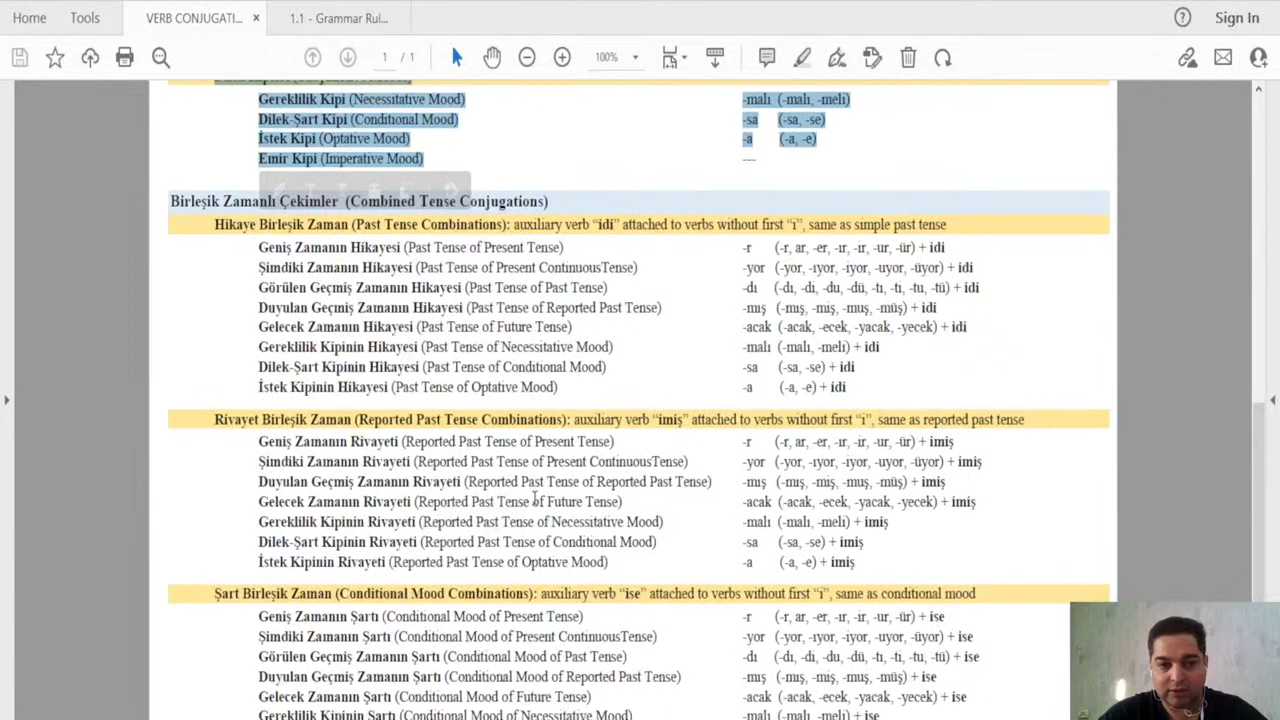 Home Tools VERB CONJUGATI... × 1.1 - Grammar Rul... Sign In
1 / 1 100%
Gereklilik Kipi (Necessitative Mood) -malı (-malı, -meli)
Dilek-Şart Kipi (Conditional Mood) -sa (-sa, -se)
İstek Kipi (Optative Mood) -a (-a, -e)
Emir Kipi (Imperative Mood) ---
Birleşik Zamanlı Çekimler (Combined Tense Conjugations)
Hikaye Birleşik Zaman (Past Tense Combinations): auxiliary verb “idi” attached to verbs without first “i”, same as simple past tense
Geniş Zamanın Hikayesi (Past Tense of Present Tense) -r (-r, ar, -er, -ır, -ir, -ur, -ür) + idi
Şimdiki Zamanın Hikayesi (Past Tense of Present ContinuousTense) -yor (-yor, -ıyor, -iyor, -uyor, -üyor) + idi
Görülen Geçmiş Zamanın Hikayesi (Past Tense of Past Tense) -dı (-dı, -di, -du, -dü, -tı, -ti, -tu, -tü) + idi
Duyulan Geçmiş Zamanın Hikayesi (Past Tense of Reported Past Tense) -mış (-mış, -miş, -muş, -müş) + idi
Gelecek Zamanın Hikayesi (Past Tense of Future Tense) -acak (-acak, -ecek, -yacak, -yecek) + idi
Gereklilik Kipinin Hikayesi (Past Tense of Necessitative Mood) -malı (-malı, -meli) + idi
Dilek-Şart Kipinin Hikayesi (Past Tense of Conditional Mood) -sa (-sa, -se) + idi
İstek Kipinin Hikayesi (Past Tense of Optative Mood) -a (-a, -e) + idi
Rivayet Birleşik Zaman (Reported Past Tense Combinations): auxiliary verb “imiş” attached to verbs without first “i”, same as reported past tense
Geniş Zamanın Rivayeti (Reported Past Tense of Present Tense) -r (-r, ar, -er, -ır, -ir, -ur, -ür) + imiş
Şimdiki Zamanın Rivayeti (Reported Past Tense of Present ContinuousTense) -yor (-yor, -ıyor, -iyor, -uyor, -üyor) + imiş
Duyulan Geçmiş Zamanın Rivayeti (Reported Past Tense of Reported Past Tense) -mış (-mış, -miş, -muş, -müş) + imiş
Gelecek Zamanın Rivayeti (Reported Past Tense of Future Tense) -acak (-acak, -ecek, -yacak, -yecek) + imiş
Gereklilik Kipinin Rivayeti (Reported Past Tense of Necessitative Mood) -malı (-malı, -meli) + imiş
Dilek-Şart Kipinin Rivayeti (Reported Past Tense of Conditional Mood) -sa (-sa, -se) + imiş
İstek Kipinin Rivayeti (Reported Past Tense of Optative Mood) -a (-a, -e) + imiş
Şart Birleşik Zaman (Conditional Mood Combinations): auxiliary verb “ise” attached to verbs without first “i”, same as conditional mood
Geniş Zamanın Şartı (Conditional Mood of Present Tense) -r (-r, ar, -er, -ır, -ir, -ur, -ür) + ise
Şimdiki Zamanın Şartı (Conditional Mood of Present ContinuousTense) -yor (-yor, -ıyor, -iyor, -uyor, -üyor) + ise
Görülen Geçmiş Zamanın Şartı (Conditional Mood of Past Tense) -dı (-dı, -di, -du, -dü, -tı, -ti, -tu, -tü) + ise
Duyulan Geçmiş Zamanın Şartı (Conditional Mood of Reported Past Tense) -mış (-mış, -miş, -muş, -müş) + ise
Gelecek Zamanın Şartı (Conditional Mood of Future Tense) -acak (-acak, -ecek, -yacak, -yecek) + ise
Gereklilik Kipinin Şartı (Conditional Mood of Necessitative Mood) -malı (-malı, -meli) + ise